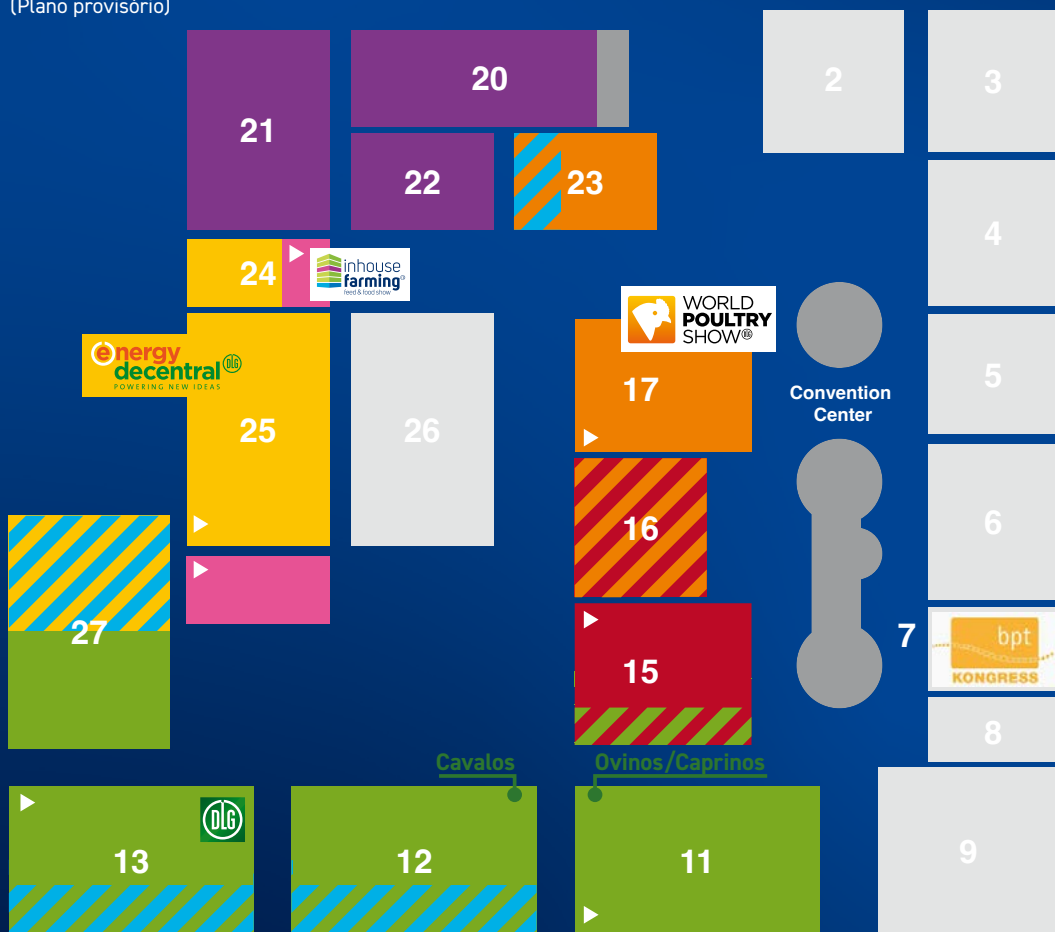 (Plano provisório)
20
2
3
21
22
23
4
24
inhouse
farming®
feed & food show
WORLD
POULTRY
SHOW
DLG
energy
decentral
DLG
POWERING NEW IDEAS
17
Convention
Center
5
25
26
16
6
27
7
bpt
KONGRESS
15
8
Cavalos
Ovinos/Caprinos
DLG
13
12
11
9